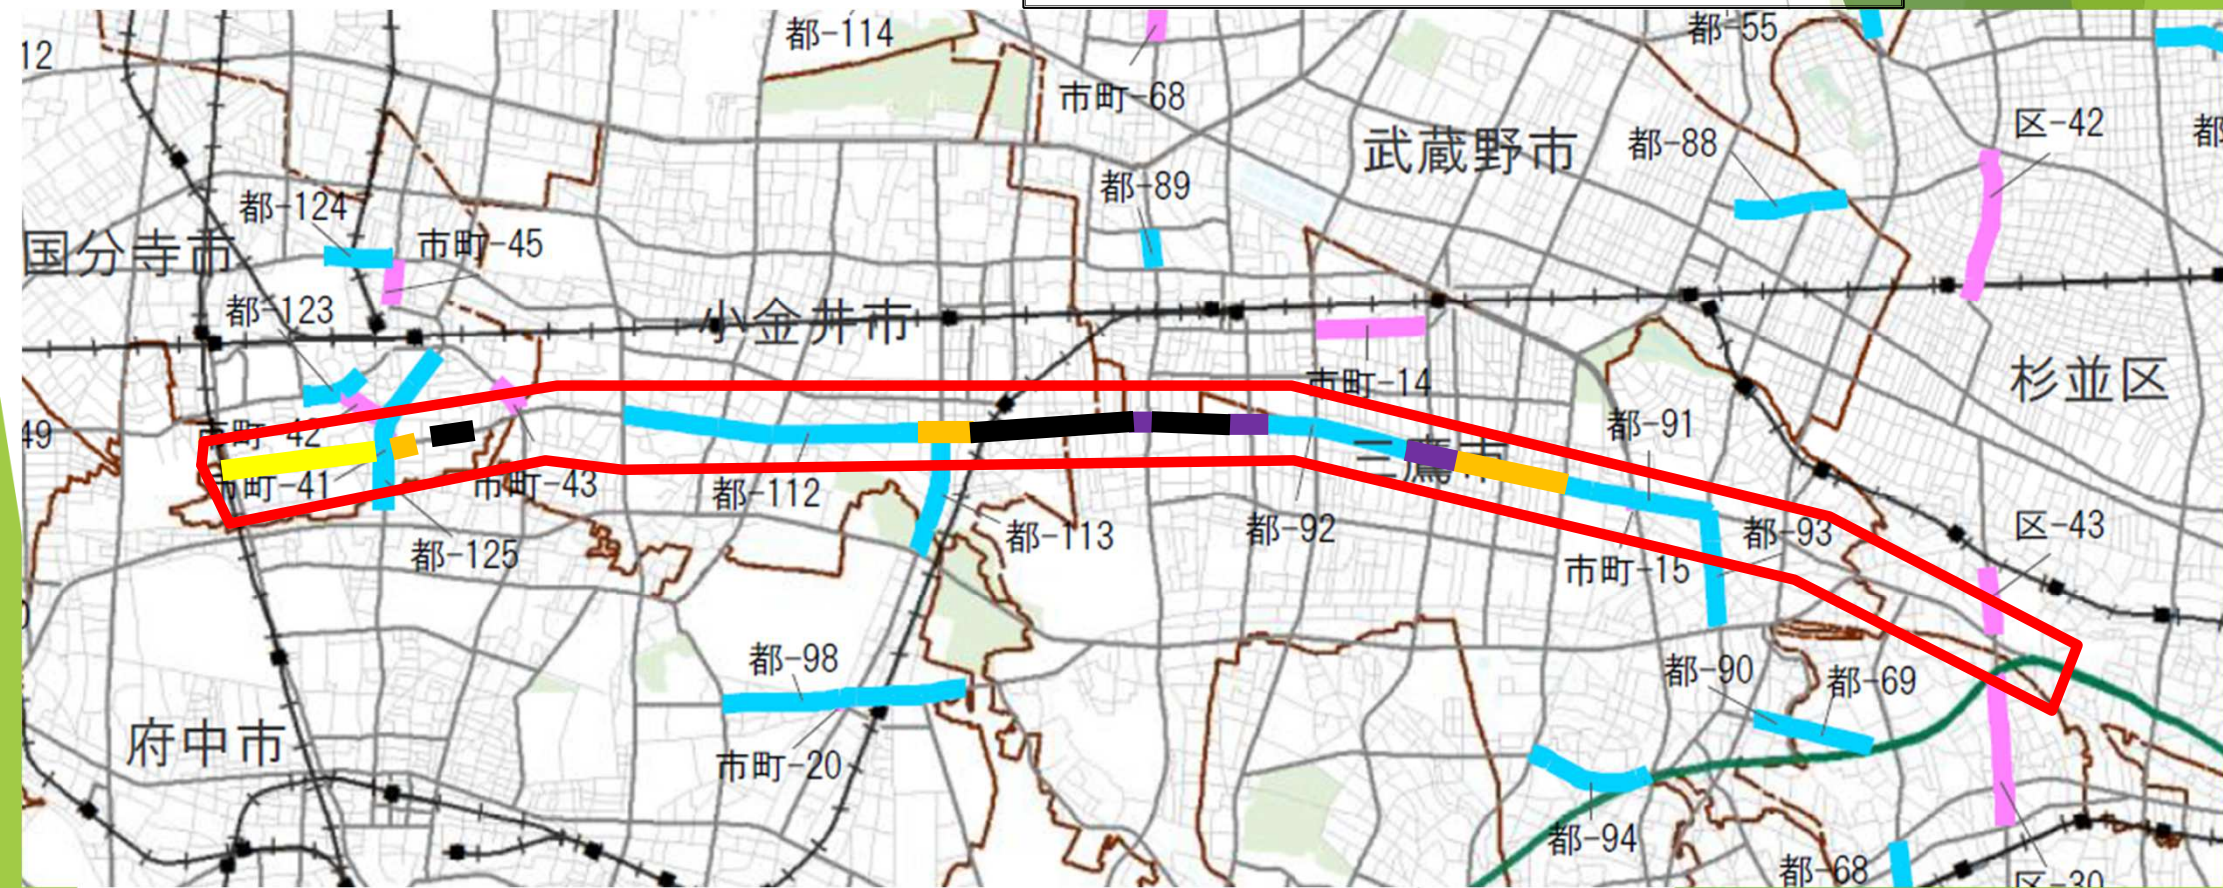 都-114
都-55
12
市町-68
区-42
武蔵野市
都-88
都
都-89
都-124
国分寺市
市町-45
都-123
小金井市
杉並区
市町-14
都-91
49
市町-42
三鷹市
市町-41
市町-43
都-112
都-92
都-113
都-93
区-43
都-125
市町-15
都-98
都-90
都-69
府中市
市町-20
都-94
都-68
区-30